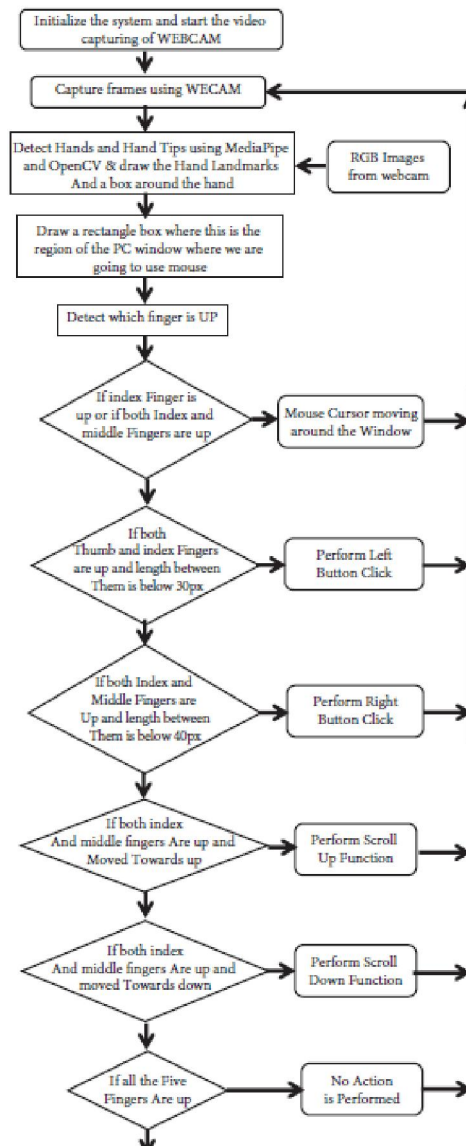 Initialize the system and start the video
capturing of WEBCAM
Capture frames using WECAM
Detect Hands and Hand Tips using MediaPipe
and OpenCV & draw the Hand Landmarks
And a box around the hand
RGB Images
from webcam
Draw a rectangle box where this is the
region of the PC window where we are
going to use mouse
Detect which finger is UP
If index Finger is
up or if both Index and
middle Fingers are up
Mouse Cursor moving
around the Window
If both
Thumb and index Fingers
are up and length between
Them is below 30px
Perform Left
Button Click
If both Index and
Middle Fingers are
Up and length between
Them is below 40px
Perform Right
Button Click
If both index
And middle fingers Are up and
Moved Towards up
Perform Scroll
Up Function
If both index
And middle fingers Are up and
moved Towards down
Perform Scroll
Down Function
If all the Five
Fingers Are up
No Action
is Performed